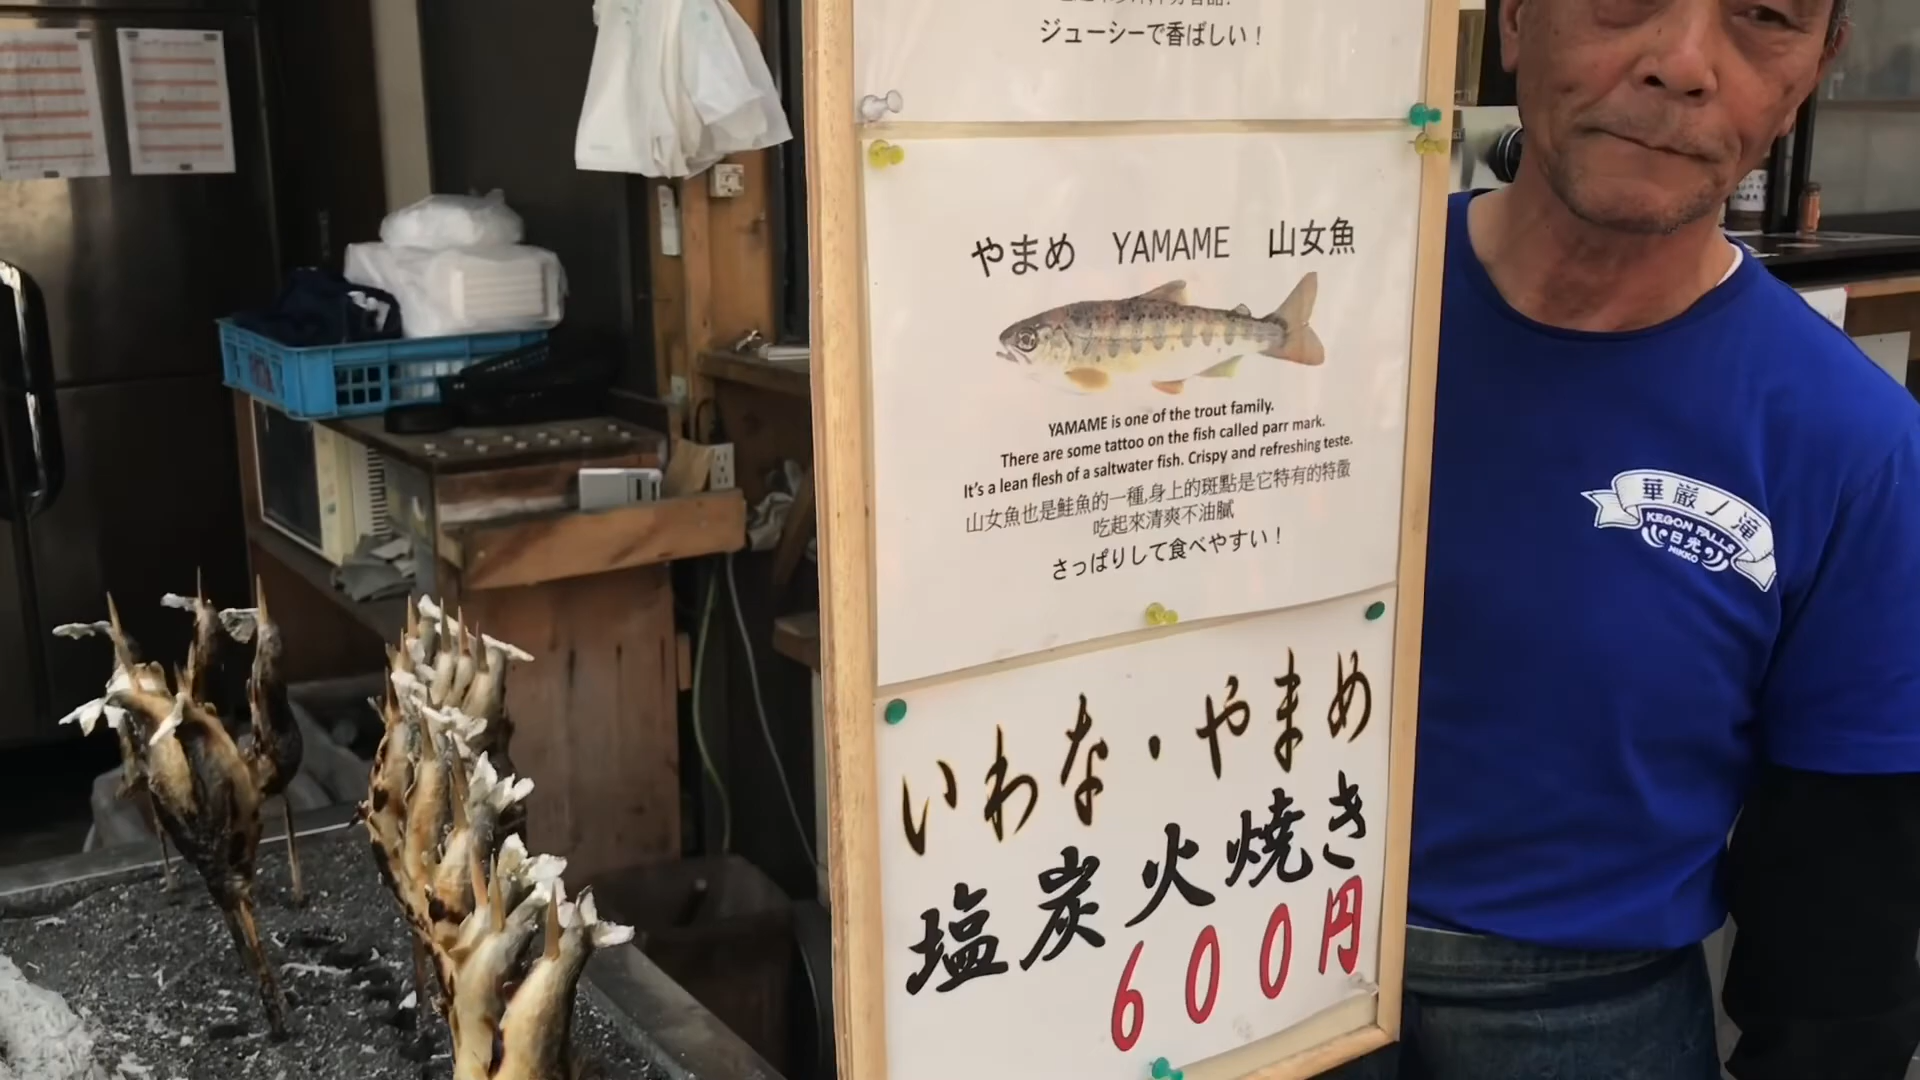 ジューシーで香ばしい！
やまめ YAMAME 山女魚
YAMAME is one of the trout family.
There are some tattoo on the fish called parr mark.
It's a lean flesh of a saltwater fish. Crispy and refreshing teste.
山女魚也是鮭魚的一種,身上的斑點是它特有的特徵
吃起來清爽不油膩
さっぱりして食べやすい！
いわな・やまめ
塩炭火焼き
600円
華厳ノ滝
KEGON FALLS
日光
NIKKO